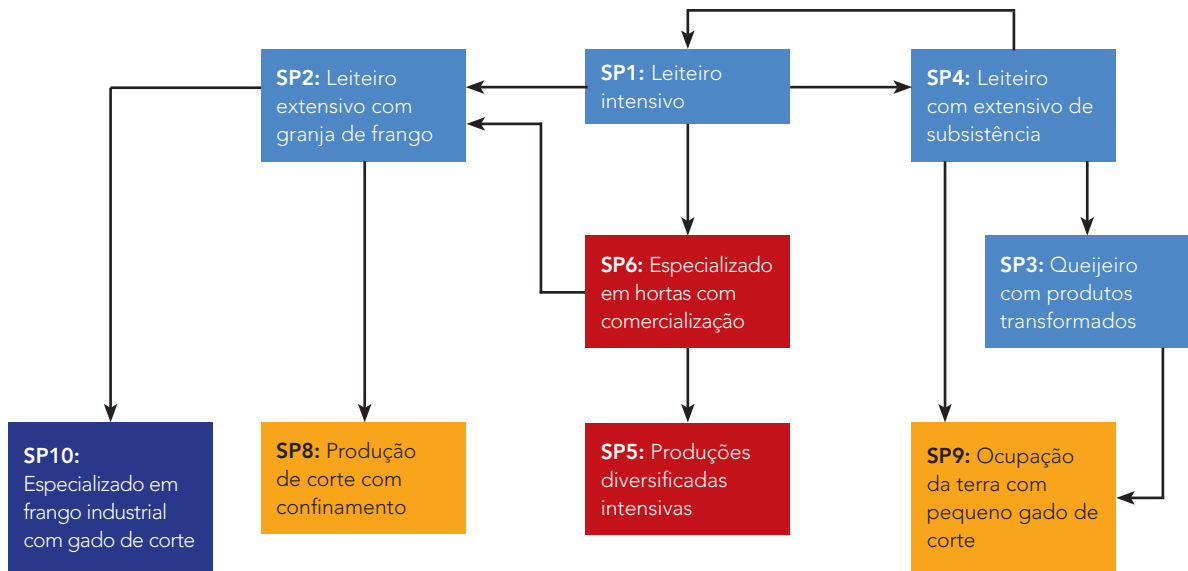 SP2: Leiteiro
extensivo com
granja de frango
SP1: Leiteiro
intensivo
SP4: Leiteiro
com extensivo de
subsistência
SP6: Especializado
em hortas com
comercialização
SP3: Queijeiro
com produtos
transformados
SP10:
Especializado em
frango industrial
com gado de corte
SP8: Produção
de corte com
confinamento
SP5: Produções
diversificadas
intensivas
SP9: Ocupação
da terra com
pequeno gado de
corte